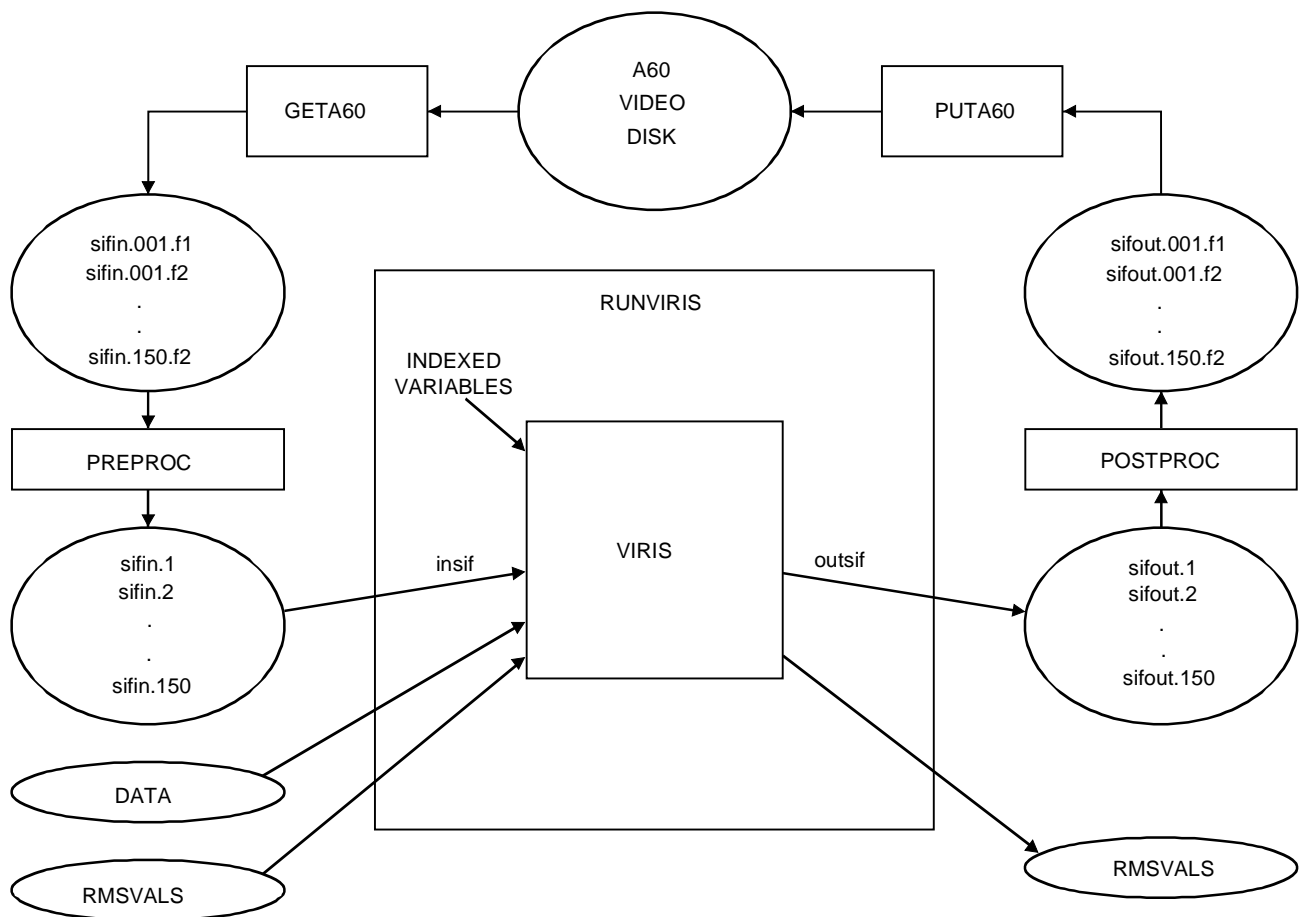 A60
VIDEO
DISK
GETA60
PUTA60
sifin.001.f1
sifin.001.f2
.
.
sifin.150.f2
sifout.001.f1
sifout.001.f2
.
.
sifout.150.f2
RUNVIRIS
INDEXED
VARIABLES
PREPROC
POSTPROC
VIRIS
insif
outsif
sifin.1
sifin.2
.
.
sifin.150
sifout.1
sifout.2
.
.
sifout.150
DATA
RMSVALS
RMSVALS